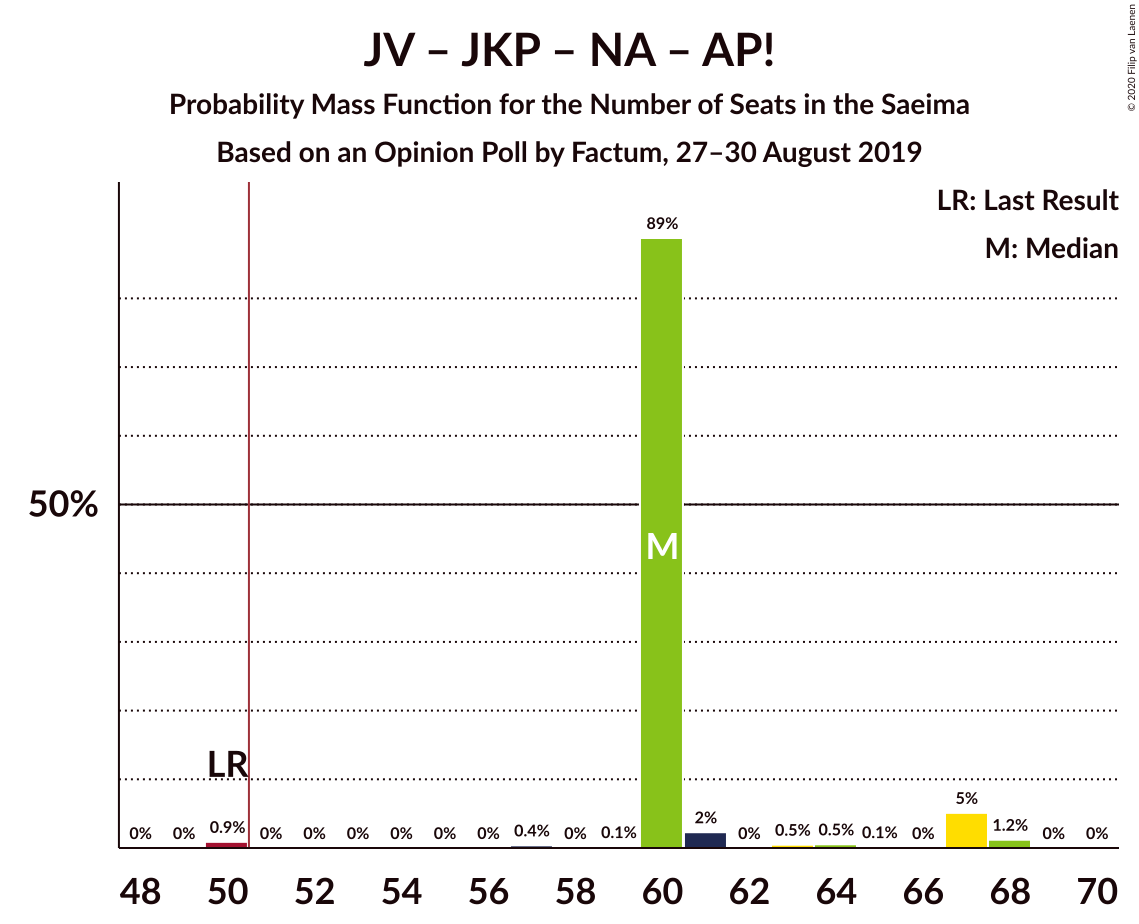 JV – JKP – NA – AP!
Probability Mass Function for the Number of Seats in the Saeima
Based on an Opinion Poll by Factum, 27–30 August 2019
© 2020 Filip van Laenen
LR: Last Result
M: Median
50%
LR
M
0% 0% 0.9% 0% 0% 0% 0% 0% 0% 0.4% 0% 0.1% 89% 2% 0% 0.5% 0.5% 0.1% 0% 5% 1.2% 0% 0%
48 50 52 54 56 58 60 62 64 66 68 70